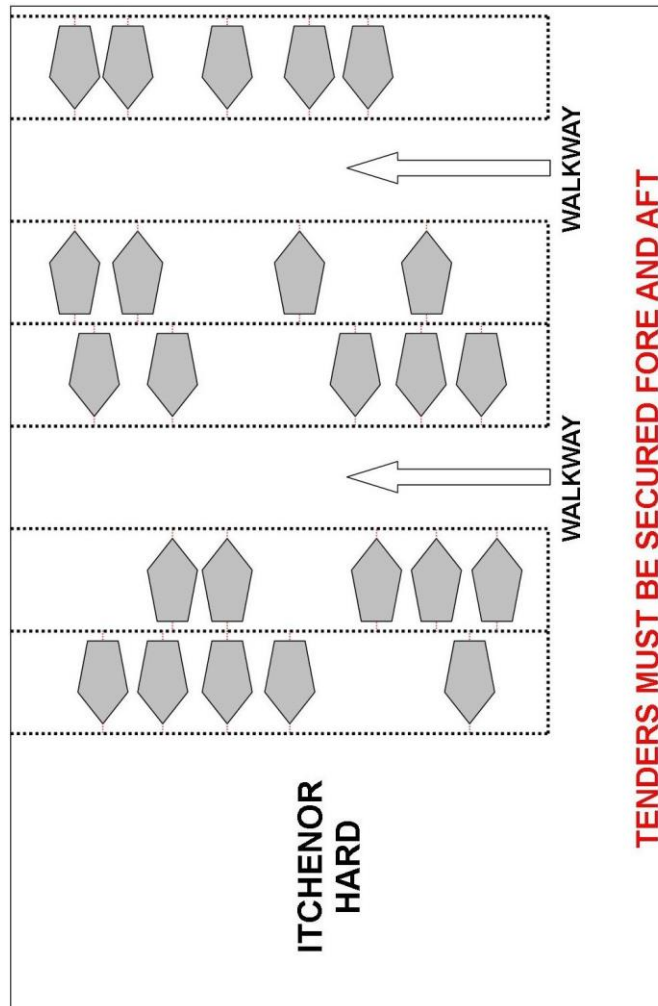 ITCHENOR
HARD
WALKWAY
WALKWAY
TENDERS MUST BE SECURED FORE AND AFT